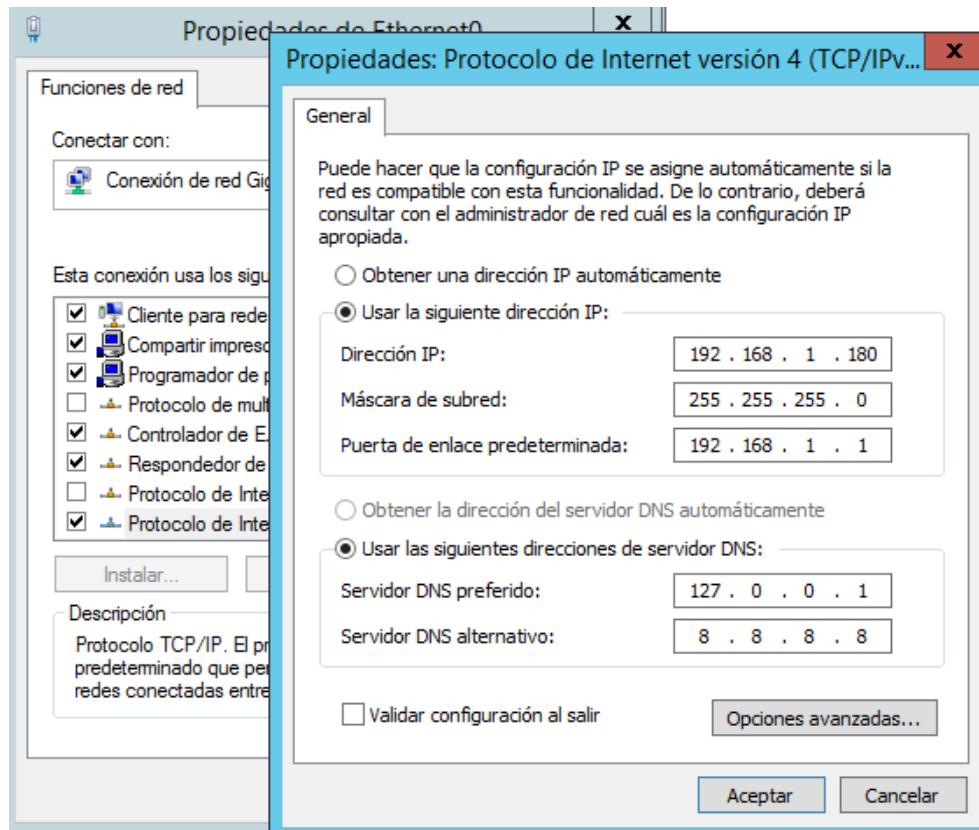 Propiedades de Ethernet0
x
Funciones de red
Conectar con:
Conexión de red Gig
Esta conexión usa los sigu
Cliente para rede
Compartir impreso
Programador de p
Protocolo de mult
Controlador de E.
Respondedor de
Protocolo de Inte
Protocolo de Inte
Instalar...
Descripción
Protocolo TCP/IP. El pr
predeterminado que per
redes conectadas entre
Propiedades: Protocolo de Internet versión 4 (TCP/IPv...
x
General
Puede hacer que la configuración IP se asigne automáticamente si la
red es compatible con esta funcionalidad. De lo contrario, deberá
consultar con el administrador de red cuál es la configuración IP
apropiada.
Obtener una dirección IP automáticamente
Usar la siguiente dirección IP:
Dirección IP: 192 . 168 . 1 . 180
Máscara de subred: 255 . 255 . 255 . 0
Puerta de enlace predeterminada: 192 . 168 . 1 . 1
Obtener la dirección del servidor DNS automáticamente
Usar las siguientes direcciones de servidor DNS:
Servidor DNS preferido: 127 . 0 . 0 . 1
Servidor DNS alternativo: 8 . 8 . 8 . 8
Validar configuración al salir
Opciones avanzadas...
Aceptar
Cancelar